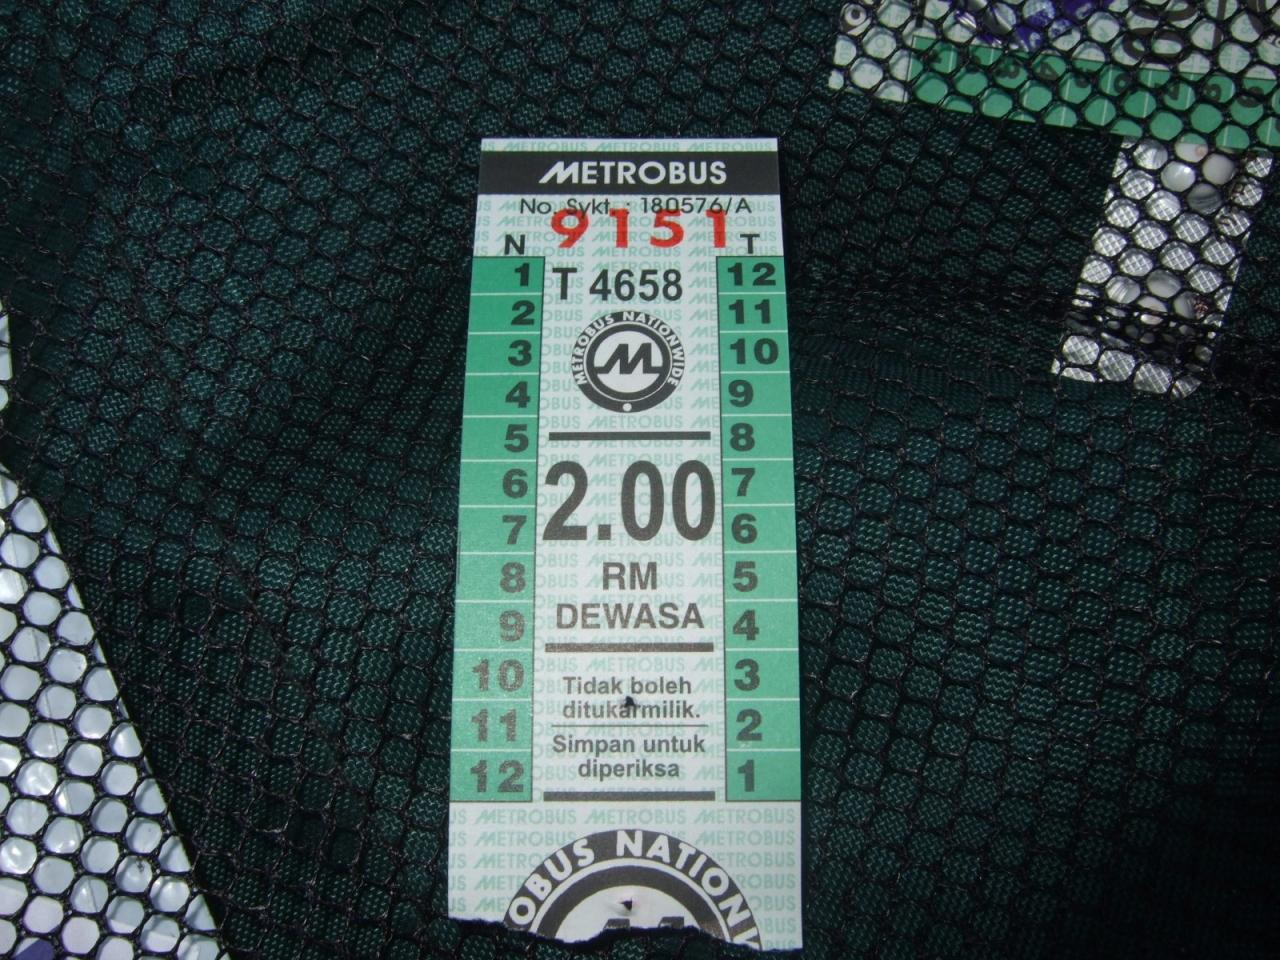 METROBUS
No. Sykt. : 180576/A
9151
N T
1 T 4658 12
2 11
METROBUS NATIONWIDE
M
3 10
4 9
5 8
6 2.00 7
7 6
8 RM 5
9 DEWASA 4
10 Tidak boleh 3
ditukarmilik.
11 Simpan untuk 2
12 diperiksa 1
OBUS NATIONW